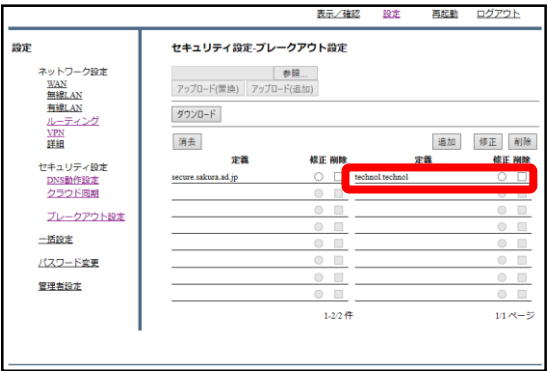 表示／確認 設定 再起動 ログアウト
設定
セキュリティ設定-ブレークアウト設定
ネットワーク設定
WAN
無線LAN
有線LAN
ルーティング
VPN
詳細
セキュリティ設定
DNS動作設定
クラウド同期
ブレークアウト設定
一括設定
パスワード変更
管理者設定
参照...
アップロード(置換) アップロード(追加)
ダウンロード
消去 追加 修正 削除
定義 修正 削除 定義 修正 削除
secure.sakura.ad.jp technol.technol
1-2/2 件 1/1 ページ